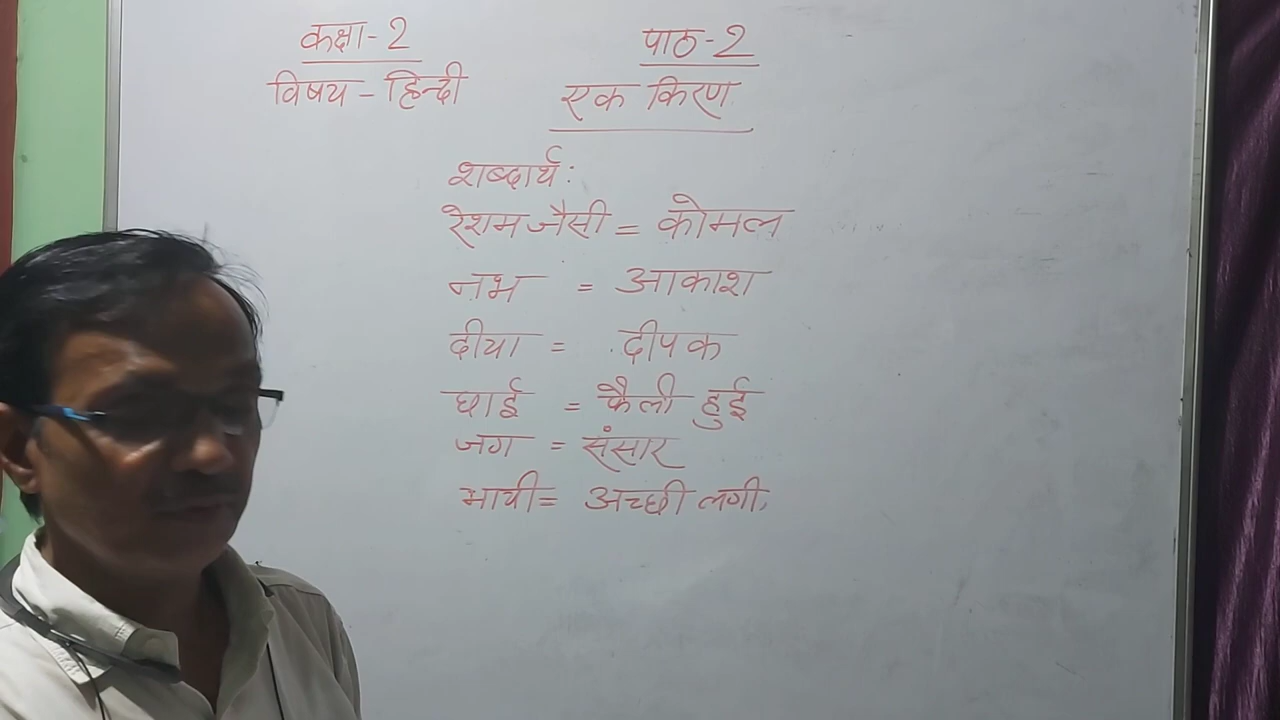 कक्षा-2
विषय - हिन्दी
पाठ-2
एक किरण
शब्दार्थ:
रेशम जैसी = कोमल
नभ = आकाश
दीया = दीपक
छाई = फैली हुई
जग = संसार
भायी = अच्छी लगी,